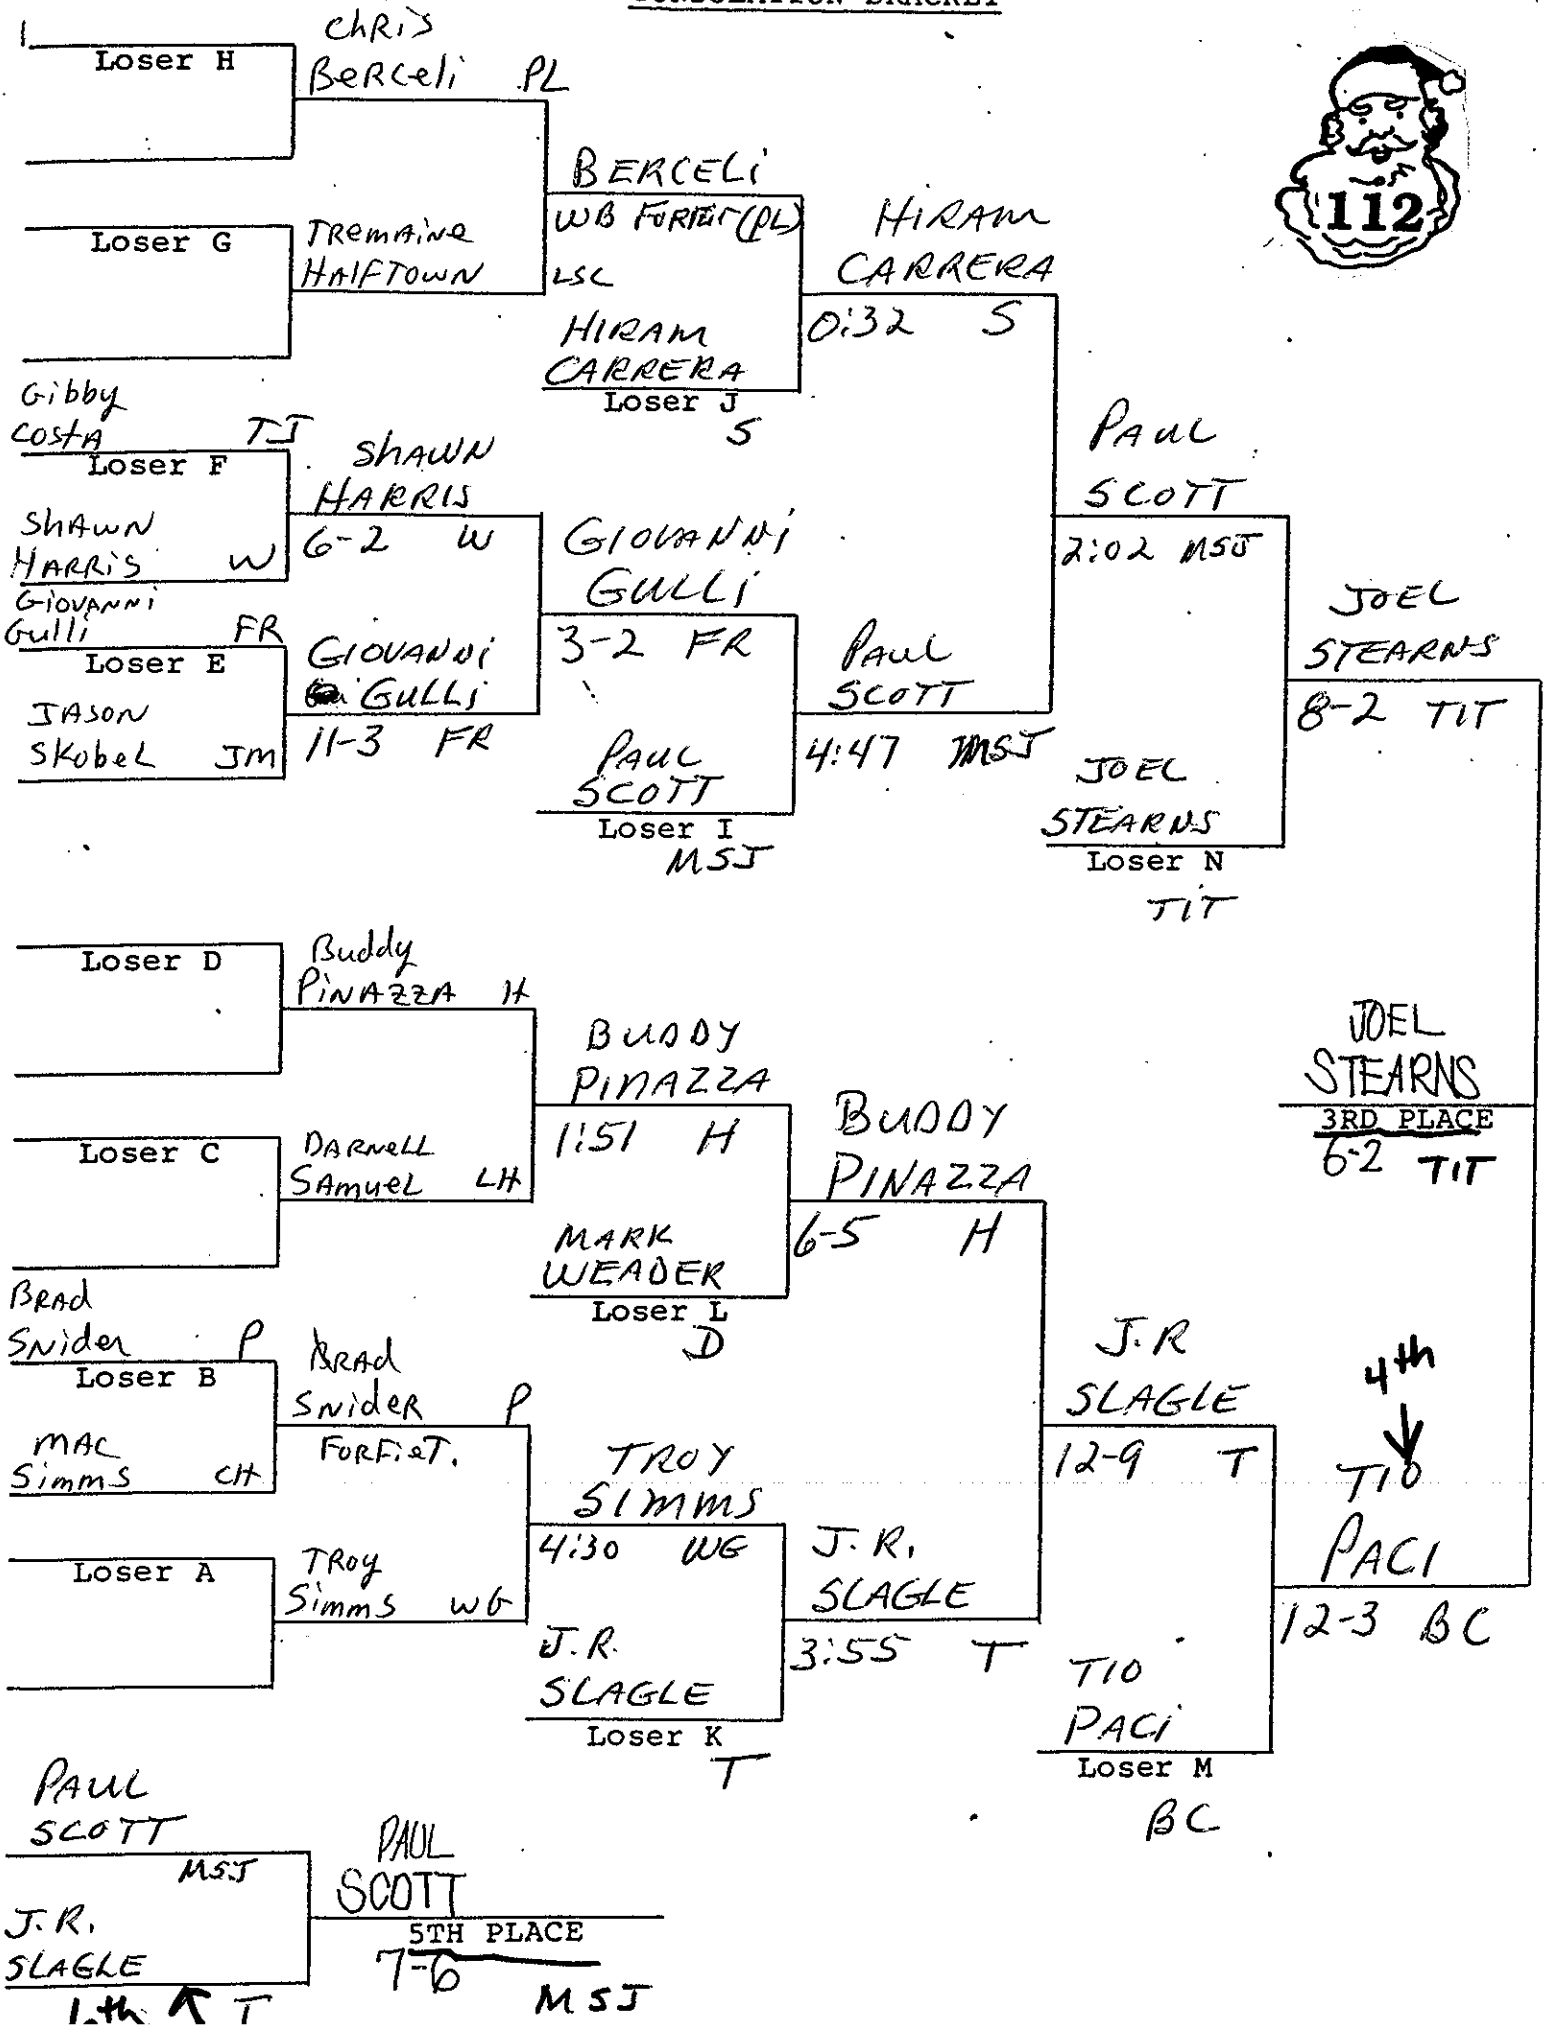 CONSOLATION BRACKET
112
Loser H
Chris
Berceli PL
Loser G
Tremaine
Halftown
LSC
BERCELi
WB FORFEIT (PL)
HIRAM
CARRERA
Loser J
S
HiRAM
CARRERA
0:32 S
Gibby
Costa TJ
Loser F
Shawn
Harris W
SHAWN
HARRIS
6-2 W
Giovanni
Gulli FR
Loser E
JASON
Skobel JM
GIOVANNi
GULLi
11-3 FR
GIOVANNi
GULLi
3-2 FR
PAUL
SCOTT
Loser I
MSJ
PAUL
SCOTT
4:47 MSJ
PAUL
SCOTT
2:02 MSJ
JOEL
STEARNS
Loser N
TIT
JOEL
STEARNS
8-2 TIT
Loser D
Buddy
PiNAZZA H
Loser C
DARNELL
SAMUEL LH
BUDDY
PINAZZA
1:51 H
MARK
WEADER
Loser L
D
BUDDY
PINAZZA
6-5 H
Brad
Snider P
Loser B
MAC
Simms CH
Brad
Snider P
FORFieT.
Loser A
Troy
Simms WG
TROY
SIMMS
4:30 WG
J.R.
SLAGLE
Loser K
T
J.R.
SLAGLE
3:55 T
J.R
SLAGLE
12-9 T
TIO
PACi
Loser M
BC
4th
TIO
PACI
12-3 BC
JOEL
STEARNS
3RD PLACE
6-2 TIT
PAUL
SCOTT
MSJ
J.R.
SLAGLE
6th T
PAUL
SCOTT
5TH PLACE
7-6
MSJ